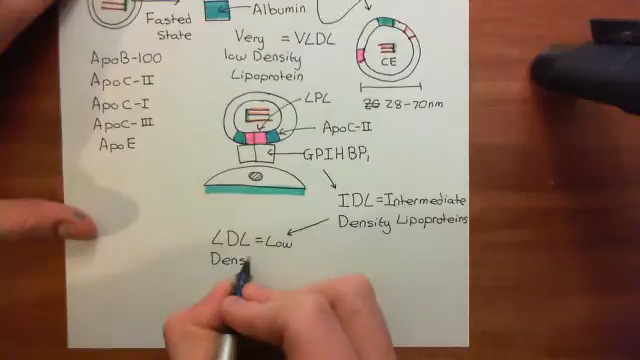 Fasted
State
Albumin
ApoB-100
ApoC-II
ApoC-I
ApoC-III
ApoE
Very = VLDL
low Density
Lipoprotein
CE
28-70nm
LPL
ApoC-II
GPIHBP1
IDL=Intermediate
Density Lipoproteins
LDL=Low
Dens